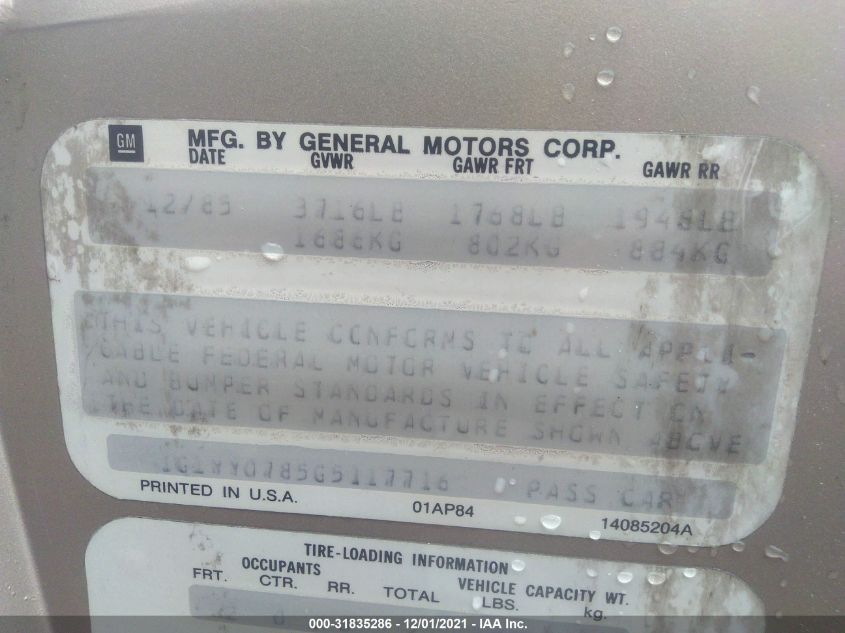 GM MFG. BY GENERAL MOTORS CORP.
DATE GVWR GAWR FRT GAWR RR
12/85 3716LB 1768LB 1948LB
1686KG 802KG 884KG
THIS VEHICLE CONFORMS TO ALL APPLI-
CABLE FEDERAL MOTOR VEHICLE SAFETY
AND BUMPER STANDARDS IN EFFECT ON
THE DATE OF MANUFACTURE SHOWN ABOVE
1G1YY0785G5117716 PASS CAR
PRINTED IN U.S.A. 01AP84 14085204A
TIRE-LOADING INFORMATION
OCCUPANTS VEHICLE CAPACITY WT.
FRT. CTR. RR. TOTAL LBS. kg.
000-31835286 - 12/01/2021 - IAA Inc.